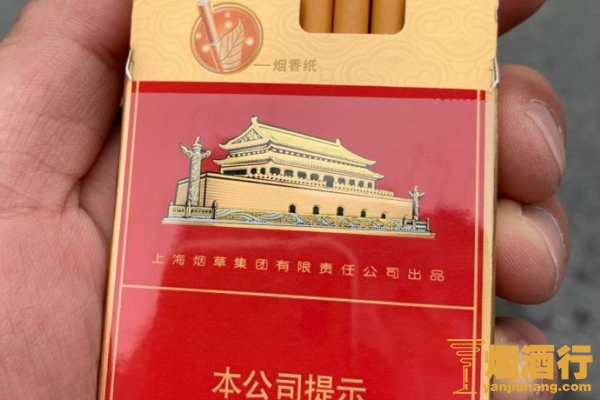 一烟香纸
上海烟草集团有限责任公司出品
本公司提示
烟酒行
yanjiuhang.com